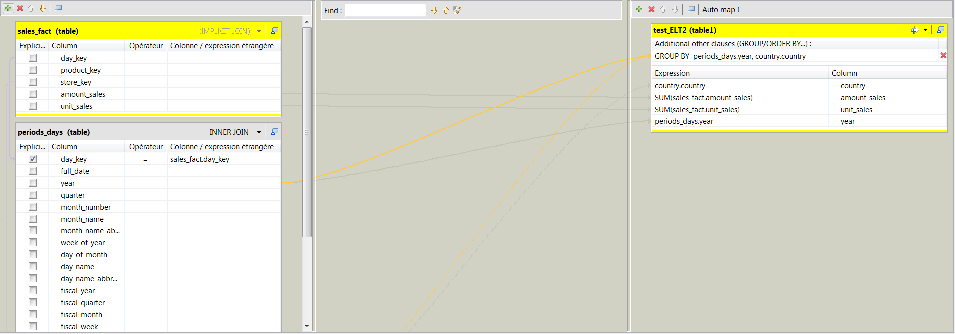 Find :
Auto map !
sales_fact (table) (IMPLICIT JOIN)
Explici... Column Opérateur Colonne / expression étrangère
day_key
product_key
store_key
amount_sales
unit_sales
periods_days (table) INNER JOIN
Explici... Column Opérateur Colonne / expression étrangère
day_key = sales_fact.day_key
full_date
year
quarter
month_number
month_name
month_name_ab...
week_of_year
day_of_month
day_name
day_name_abbr...
fiscal_year
fiscal_quarter
fiscal_month
fiscal_week
test_ELT2 (table1)
Additional other clauses (GROUP/ORDER BY...) :
GROUP BY periods_days.year, country.country
Expression Column
country.country country
SUM(sales_fact.amount_sales) amount_sales
SUM(sales_fact.unit_sales) unit_sales
periods_days.year year